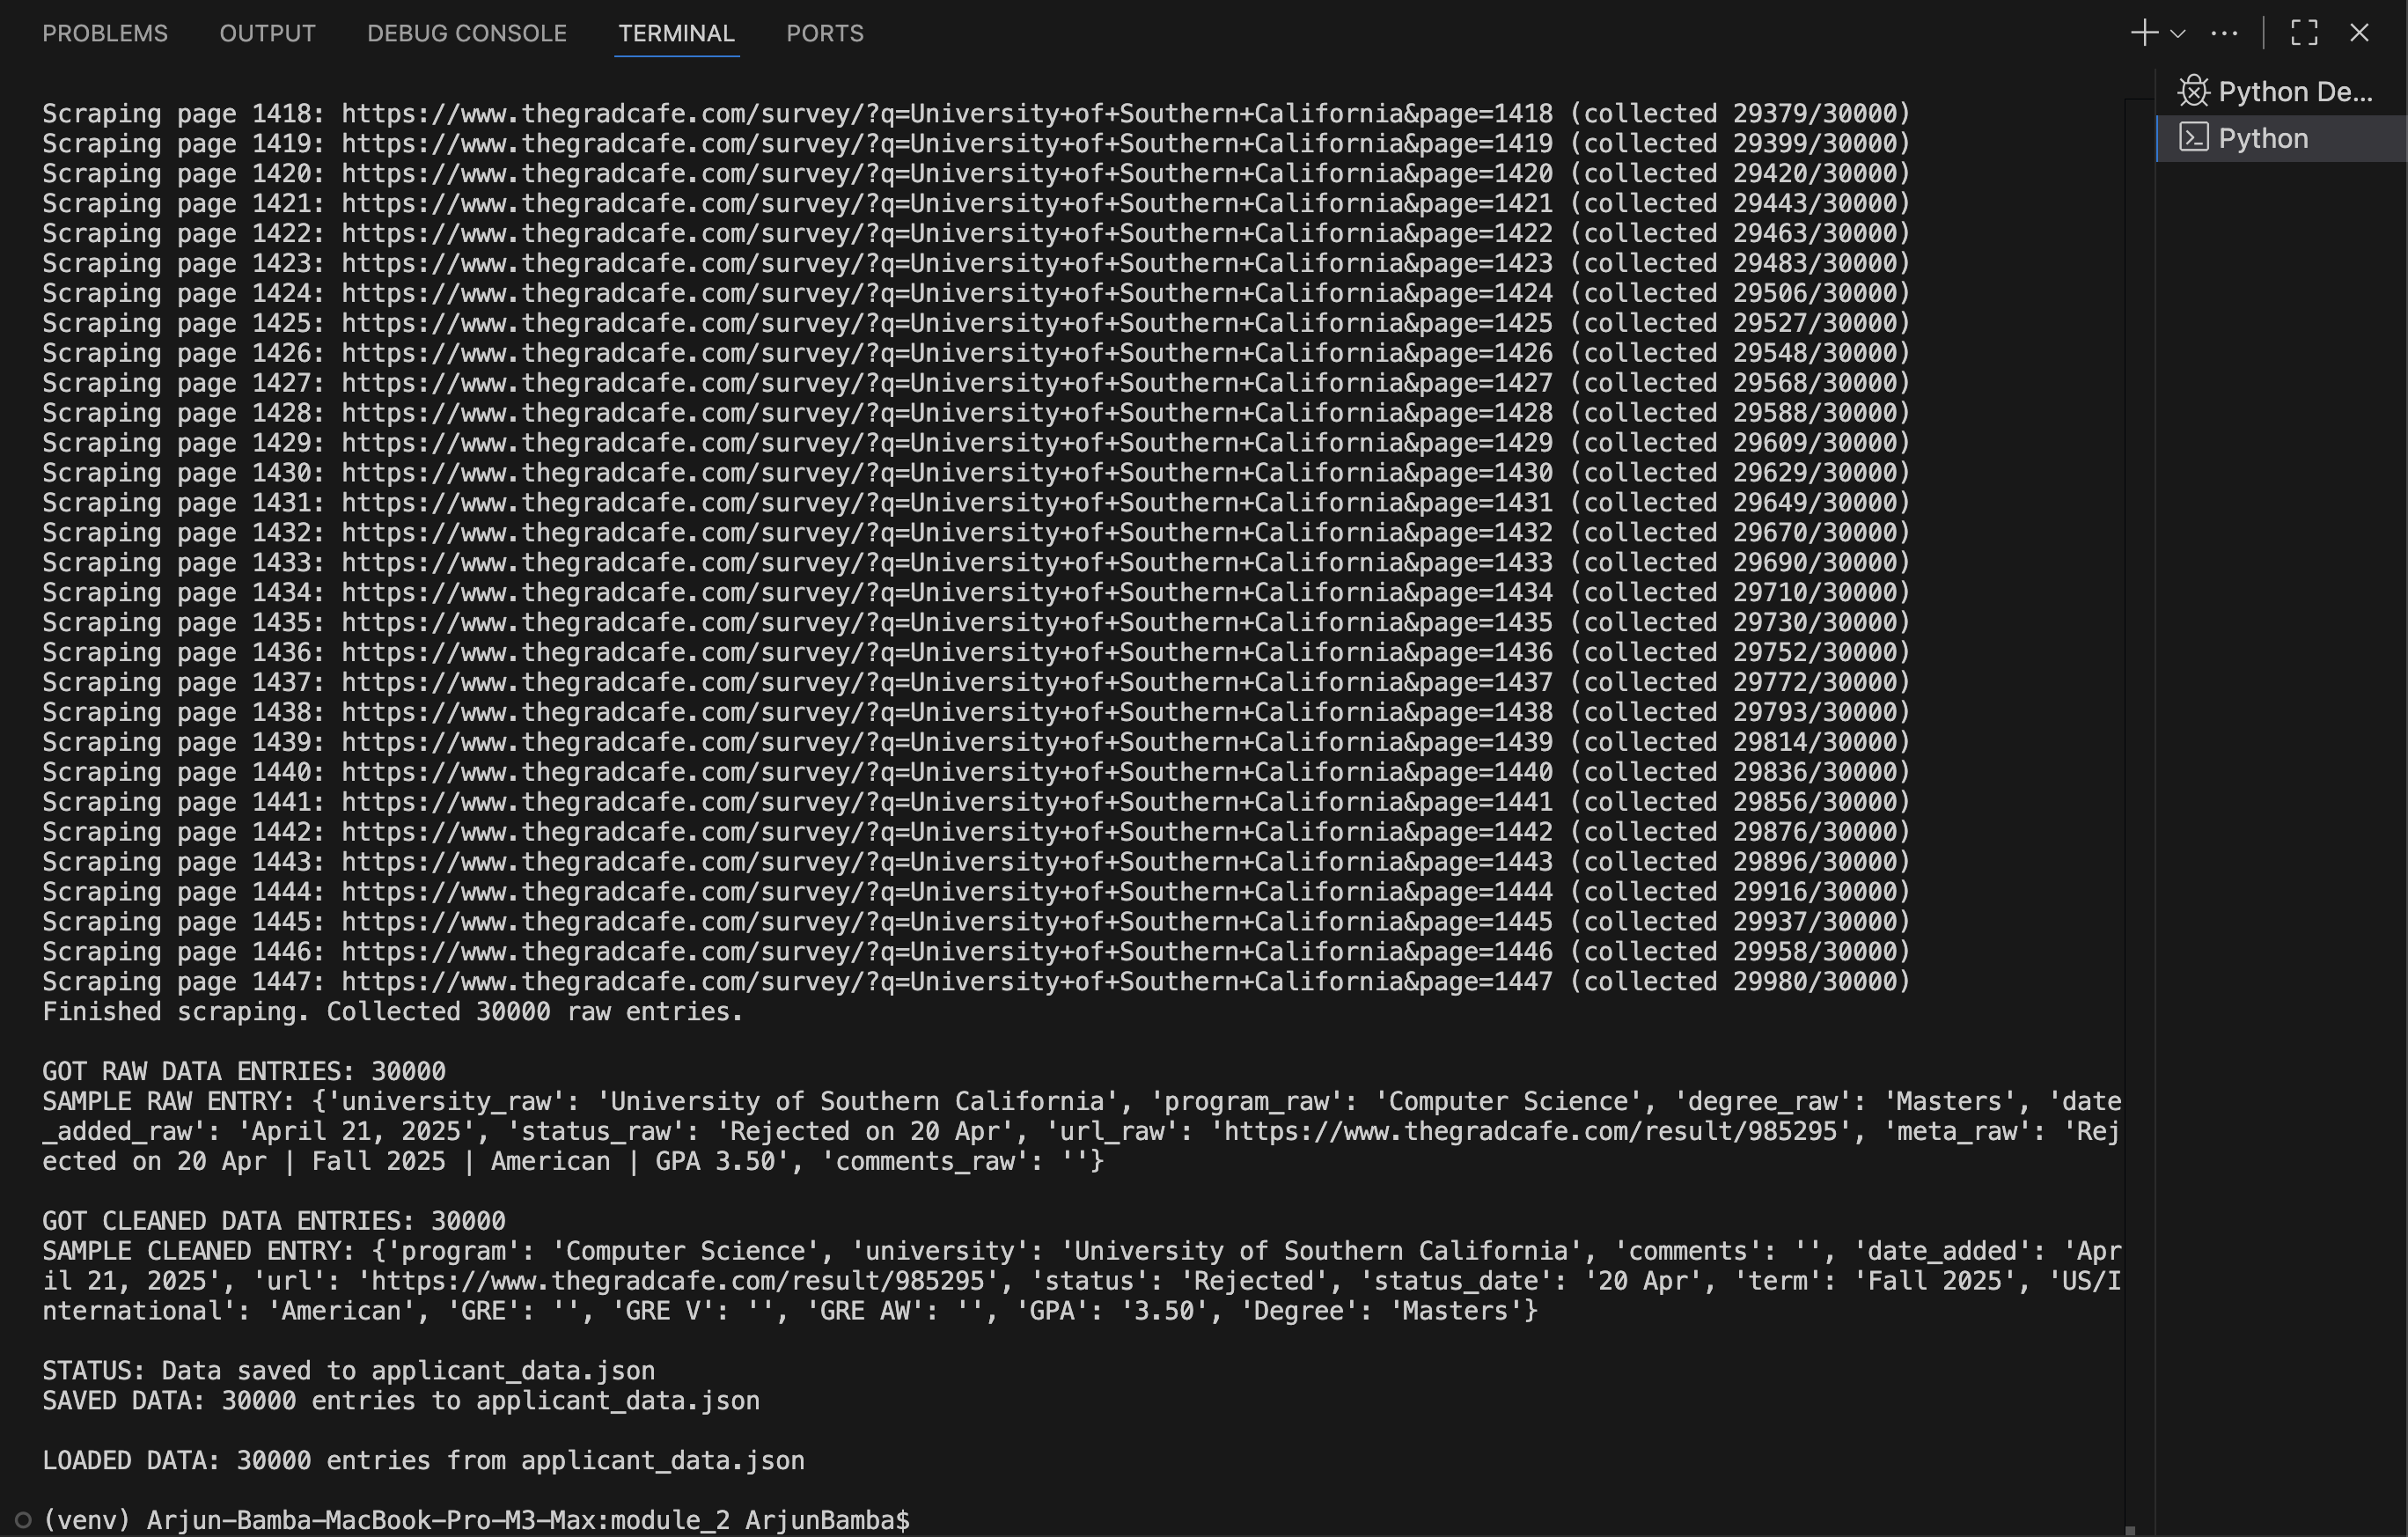 PROBLEMS OUTPUT DEBUG CONSOLE TERMINAL PORTS
Python De...
Python
Scraping page 1418: https://www.thegradcafe.com/survey/?q=University+of+Southern+California&page=1418 (collected 29379/30000)
Scraping page 1419: https://www.thegradcafe.com/survey/?q=University+of+Southern+California&page=1419 (collected 29399/30000)
Scraping page 1420: https://www.thegradcafe.com/survey/?q=University+of+Southern+California&page=1420 (collected 29420/30000)
Scraping page 1421: https://www.thegradcafe.com/survey/?q=University+of+Southern+California&page=1421 (collected 29443/30000)
Scraping page 1422: https://www.thegradcafe.com/survey/?q=University+of+Southern+California&page=1422 (collected 29463/30000)
Scraping page 1423: https://www.thegradcafe.com/survey/?q=University+of+Southern+California&page=1423 (collected 29483/30000)
Scraping page 1424: https://www.thegradcafe.com/survey/?q=University+of+Southern+California&page=1424 (collected 29506/30000)
Scraping page 1425: https://www.thegradcafe.com/survey/?q=University+of+Southern+California&page=1425 (collected 29527/30000)
Scraping page 1426: https://www.thegradcafe.com/survey/?q=University+of+Southern+California&page=1426 (collected 29548/30000)
Scraping page 1427: https://www.thegradcafe.com/survey/?q=University+of+Southern+California&page=1427 (collected 29568/30000)
Scraping page 1428: https://www.thegradcafe.com/survey/?q=University+of+Southern+California&page=1428 (collected 29588/30000)
Scraping page 1429: https://www.thegradcafe.com/survey/?q=University+of+Southern+California&page=1429 (collected 29609/30000)
Scraping page 1430: https://www.thegradcafe.com/survey/?q=University+of+Southern+California&page=1430 (collected 29629/30000)
Scraping page 1431: https://www.thegradcafe.com/survey/?q=University+of+Southern+California&page=1431 (collected 29649/30000)
Scraping page 1432: https://www.thegradcafe.com/survey/?q=University+of+Southern+California&page=1432 (collected 29670/30000)
Scraping page 1433: https://www.thegradcafe.com/survey/?q=University+of+Southern+California&page=1433 (collected 29690/30000)
Scraping page 1434: https://www.thegradcafe.com/survey/?q=University+of+Southern+California&page=1434 (collected 29710/30000)
Scraping page 1435: https://www.thegradcafe.com/survey/?q=University+of+Southern+California&page=1435 (collected 29730/30000)
Scraping page 1436: https://www.thegradcafe.com/survey/?q=University+of+Southern+California&page=1436 (collected 29752/30000)
Scraping page 1437: https://www.thegradcafe.com/survey/?q=University+of+Southern+California&page=1437 (collected 29772/30000)
Scraping page 1438: https://www.thegradcafe.com/survey/?q=University+of+Southern+California&page=1438 (collected 29793/30000)
Scraping page 1439: https://www.thegradcafe.com/survey/?q=University+of+Southern+California&page=1439 (collected 29814/30000)
Scraping page 1440: https://www.thegradcafe.com/survey/?q=University+of+Southern+California&page=1440 (collected 29836/30000)
Scraping page 1441: https://www.thegradcafe.com/survey/?q=University+of+Southern+California&page=1441 (collected 29856/30000)
Scraping page 1442: https://www.thegradcafe.com/survey/?q=University+of+Southern+California&page=1442 (collected 29876/30000)
Scraping page 1443: https://www.thegradcafe.com/survey/?q=University+of+Southern+California&page=1443 (collected 29896/30000)
Scraping page 1444: https://www.thegradcafe.com/survey/?q=University+of+Southern+California&page=1444 (collected 29916/30000)
Scraping page 1445: https://www.thegradcafe.com/survey/?q=University+of+Southern+California&page=1445 (collected 29937/30000)
Scraping page 1446: https://www.thegradcafe.com/survey/?q=University+of+Southern+California&page=1446 (collected 29958/30000)
Scraping page 1447: https://www.thegradcafe.com/survey/?q=University+of+Southern+California&page=1447 (collected 29980/30000)
Finished scraping. Collected 30000 raw entries.
GOT RAW DATA ENTRIES: 30000
SAMPLE RAW ENTRY: {'university_raw': 'University of Southern California', 'program_raw': 'Computer Science', 'degree_raw': 'Masters', 'date
_added_raw': 'April 21, 2025', 'status_raw': 'Rejected on 20 Apr', 'url_raw': 'https://www.thegradcafe.com/result/985295', 'meta_raw': 'Rej
ected on 20 Apr | Fall 2025 | American | GPA 3.50', 'comments_raw': ''}
GOT CLEANED DATA ENTRIES: 30000
SAMPLE CLEANED ENTRY: {'program': 'Computer Science', 'university': 'University of Southern California', 'comments': '', 'date_added': 'Apr
il 21, 2025', 'url': 'https://www.thegradcafe.com/result/985295', 'status': 'Rejected', 'status_date': '20 Apr', 'term': 'Fall 2025', 'US/I
nternational': 'American', 'GRE': '', 'GRE V': '', 'GRE AW': '', 'GPA': '3.50', 'Degree': 'Masters'}
STATUS: Data saved to applicant_data.json
SAVED DATA: 30000 entries to applicant_data.json
LOADED DATA: 30000 entries from applicant_data.json
(venv) Arjun-Bamba-MacBook-Pro-M3-Max:module_2 ArjunBamba$